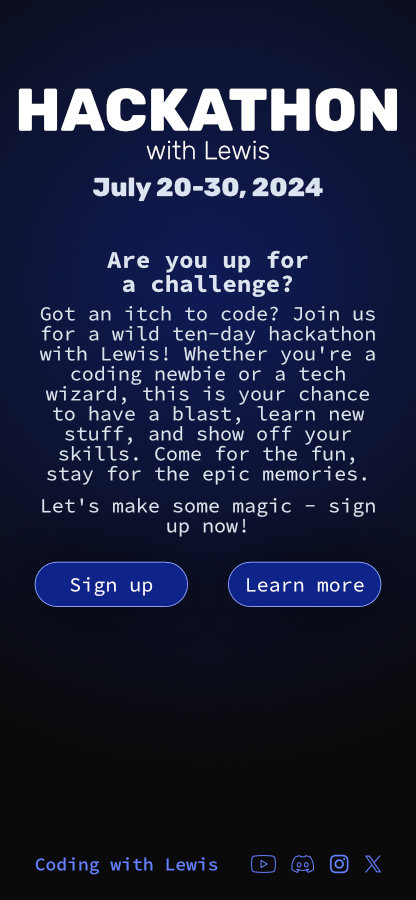 HACKATHON
with Lewis
July 20-30, 2024
Are you up for
a challenge?
Got an itch to code? Join us
for a wild ten-day hackathon
with Lewis! Whether you're a
coding newbie or a tech
wizard, this is your chance
to have a blast, learn new
stuff, and show off your
skills. Come for the fun,
stay for the epic memories.
Let's make some magic - sign
up now!
Sign up
Learn more
Coding with Lewis